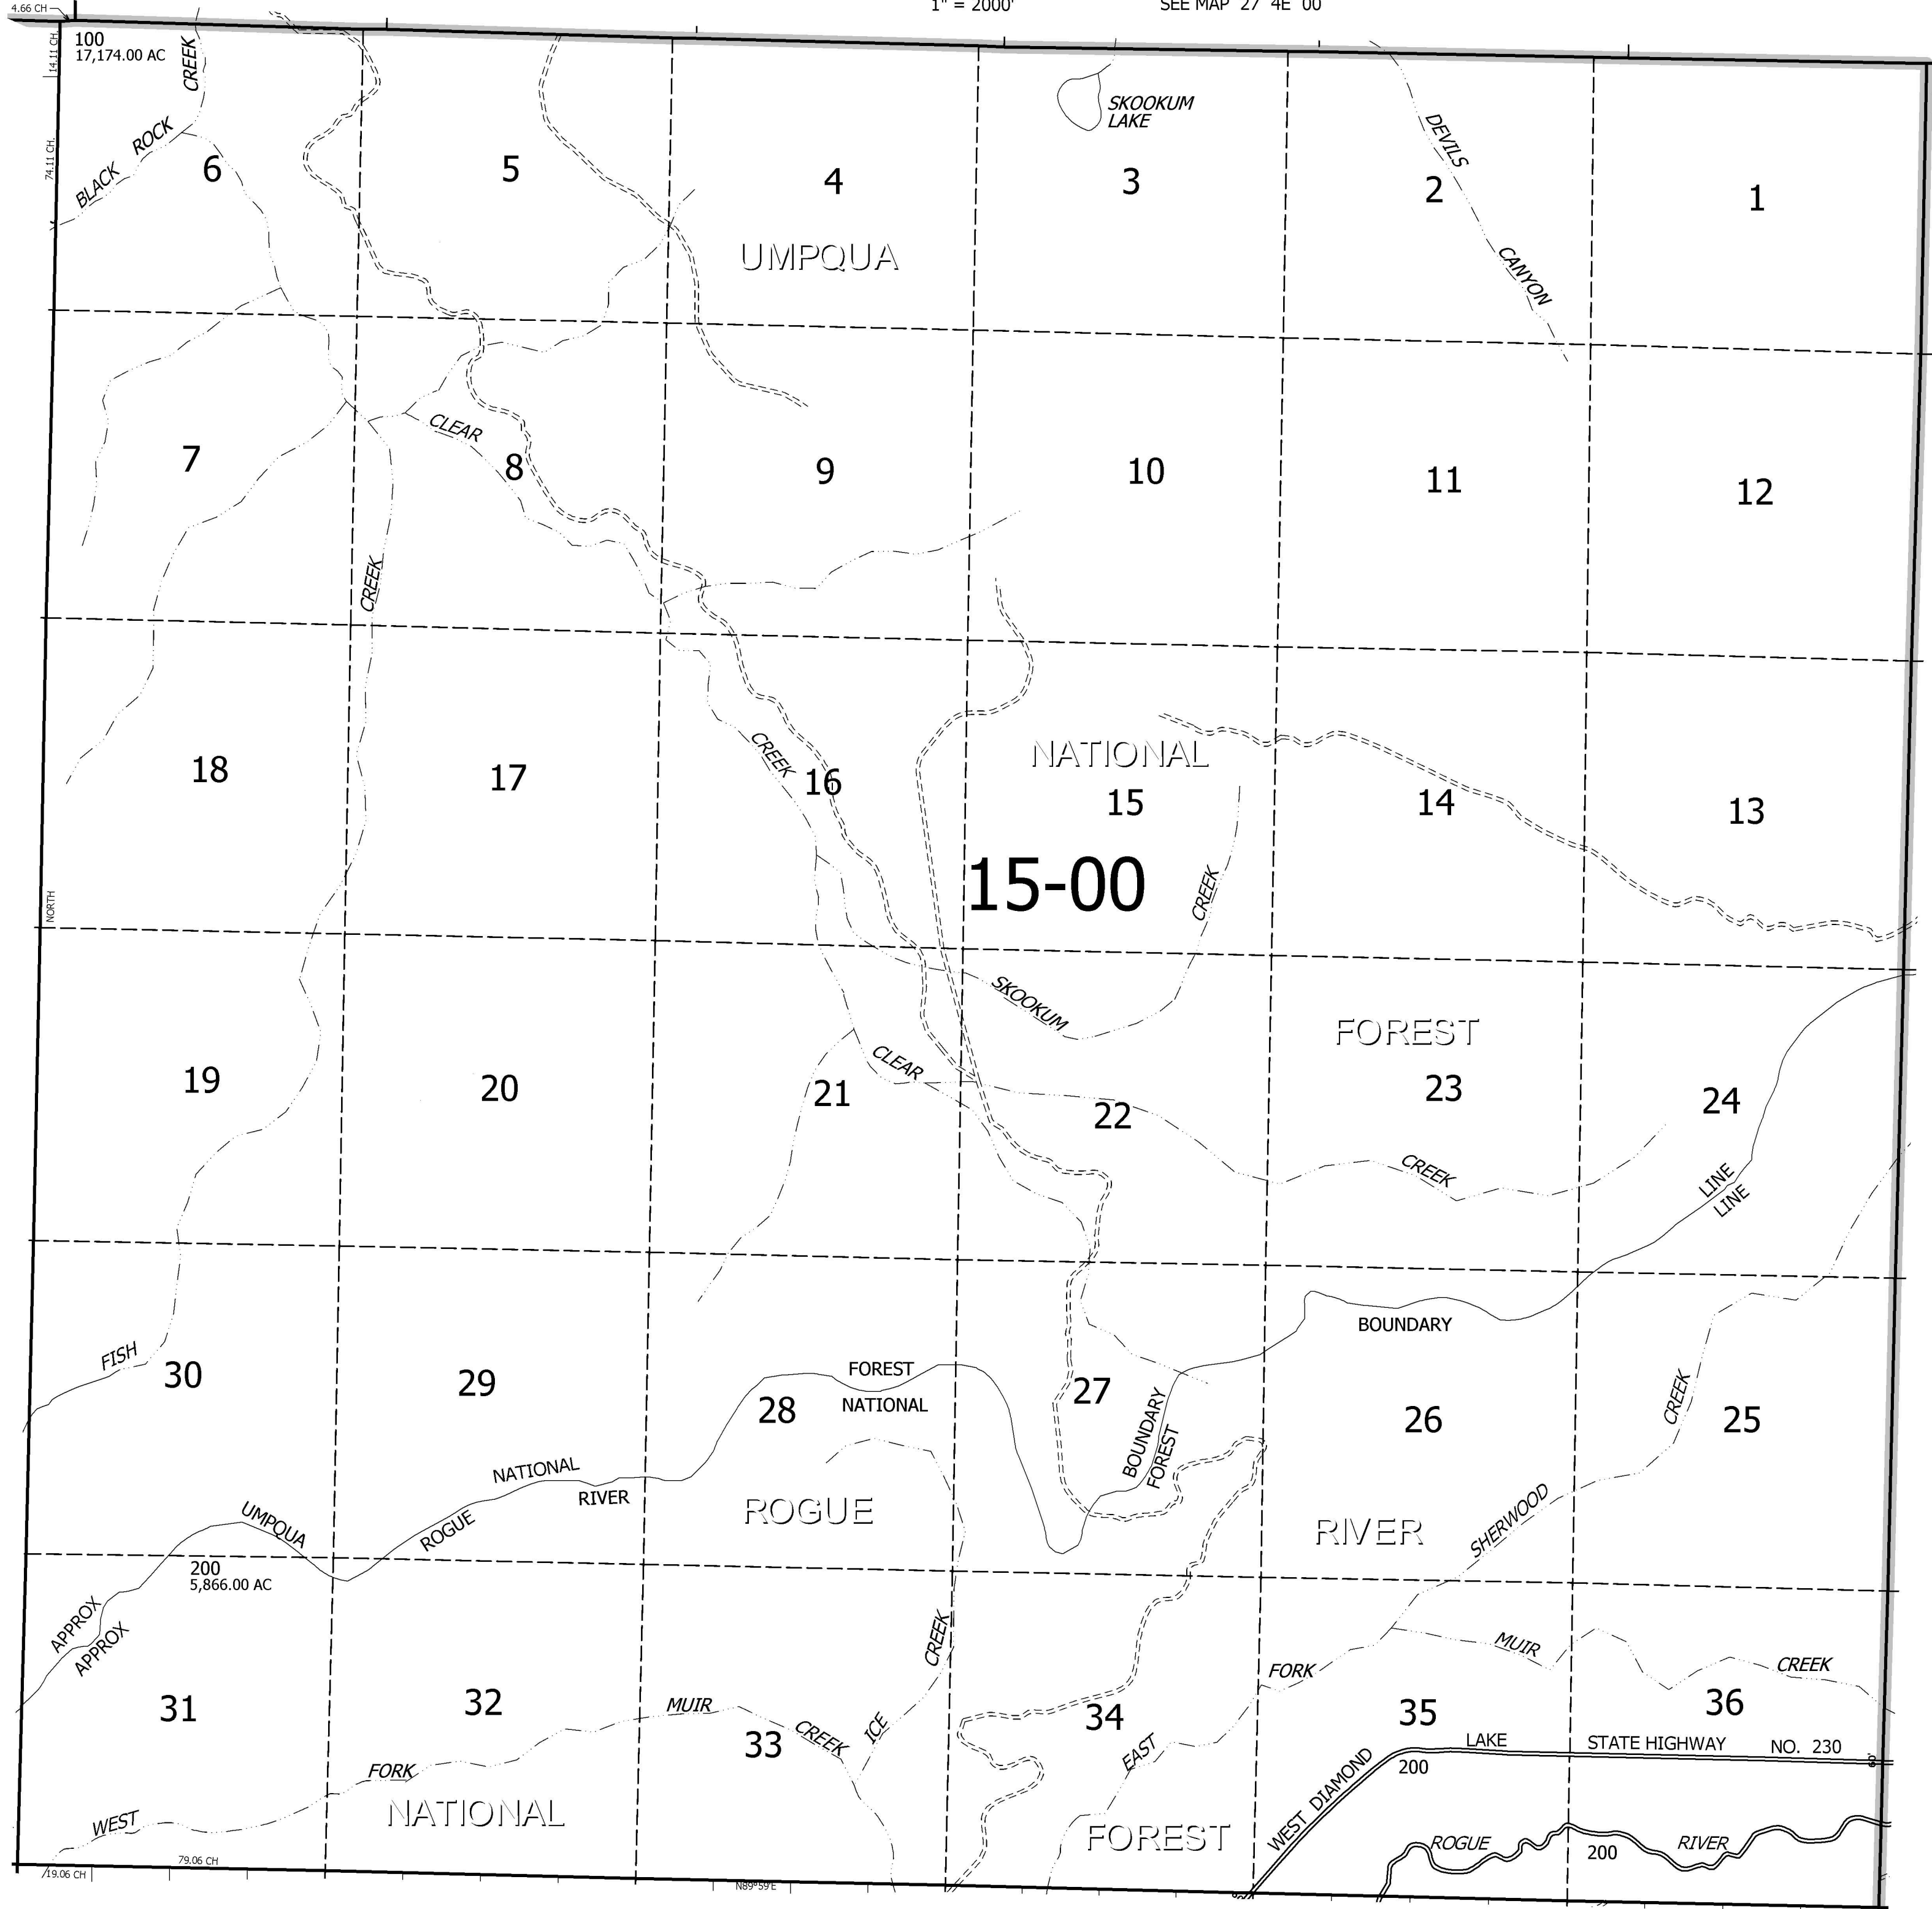 4.66 CH
1" = 2000'
SEE MAP 27 4E 00
14.11 CH.
100
17,174.00 AC
CREEK
BLACK ROCK
74.11 CH.
SKOOKUM
LAKE
DEVILS
CANYON
6
5
4
3
2
1
UMPQUA
CLEAR
7
8
9
10
11
12
CREEK
CREEK
NATIONAL
18
17
16
15
14
13
15-00
NORTH
CREEK
SKOOKUM
FOREST
CLEAR
19
20
21
22
23
24
CREEK
LINE
LINE
BOUNDARY
FISH
30
29
28
27
26
25
FOREST
NATIONAL
BOUNDARY
FOREST
CREEK
NATIONAL
RIVER
UMPQUA
ROGUE
ROGUE
RIVER
SHERWOOD
200
5,866.00 AC
APPROX
APPROX
CREEK
MUIR
CREEK
FORK
31
32
33
34
35
36
MUIR
CREEK
ICE
EAST
LAKE
STATE HIGHWAY
NO. 230
60'
FORK
200
WEST DIAMOND
WEST
NATIONAL
FOREST
ROGUE
RIVER
200
79.06 CH
19.06 CH
N89°59'E